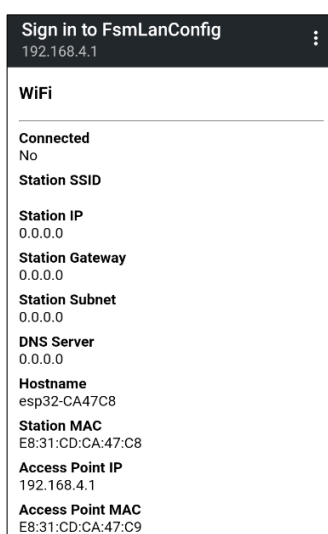 Sign in to FsmLanConfig
192.168.4.1
WiFi
Connected
No
Station SSID
Station IP
0.0.0.0
Station Gateway
0.0.0.0
Station Subnet
0.0.0.0
DNS Server
0.0.0.0
Hostname
esp32-CA47C8
Station MAC
E8:31:CD:CA:47:C8
Access Point IP
192.168.4.1
Access Point MAC
E8:31:CD:CA:47:C9